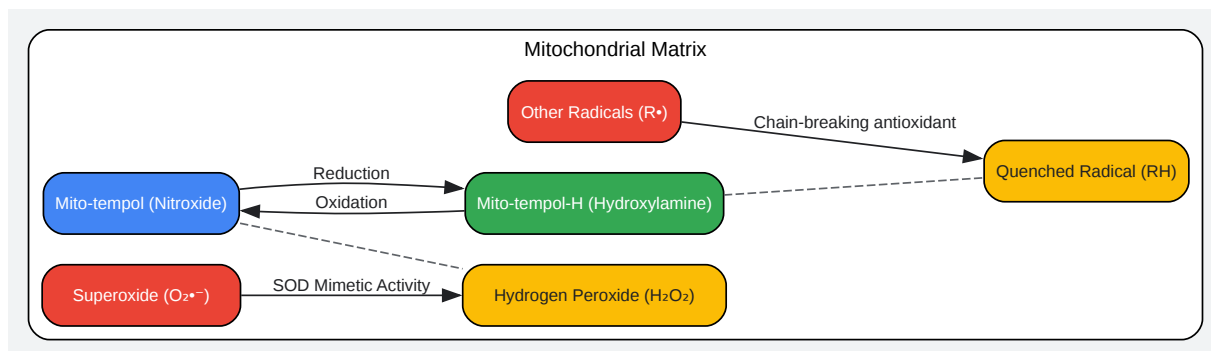 Mitochondrial Matrix
Other Radicals (R•)
Chain-breaking antioxidant
Quenched Radical (RH)
Reduction
Mito-tempol (Nitroxide)
Oxidation
Mito-tempol-H (Hydroxylamine)
Superoxide (O₂•⁻)
SOD Mimetic Activity
Hydrogen Peroxide (H₂O₂)